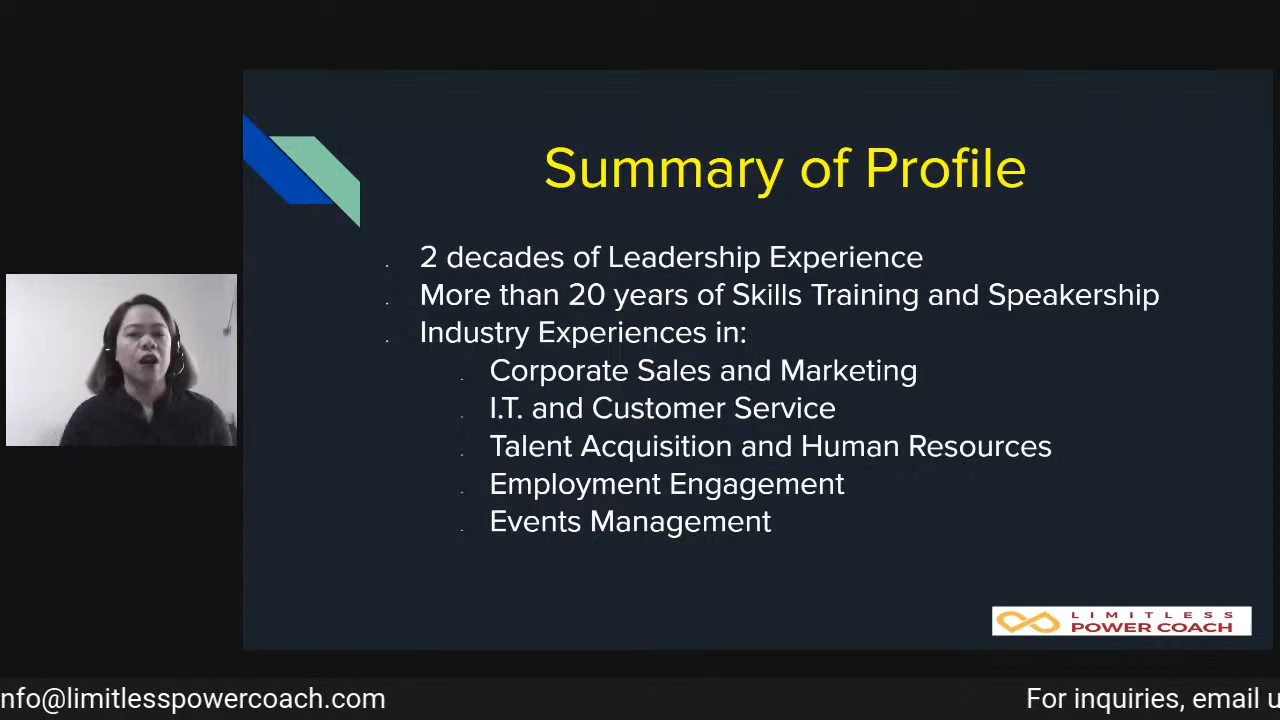 Summary of Profile
2 decades of Leadership Experience
More than 20 years of Skills Training and Speakership
Industry Experiences in:
Corporate Sales and Marketing
I.T. and Customer Service
Talent Acquisition and Human Resources
Employment Engagement
Events Management
LIMITLESS
POWER COACH
nfo@limitlesspowercoach.com
For inquiries, email u